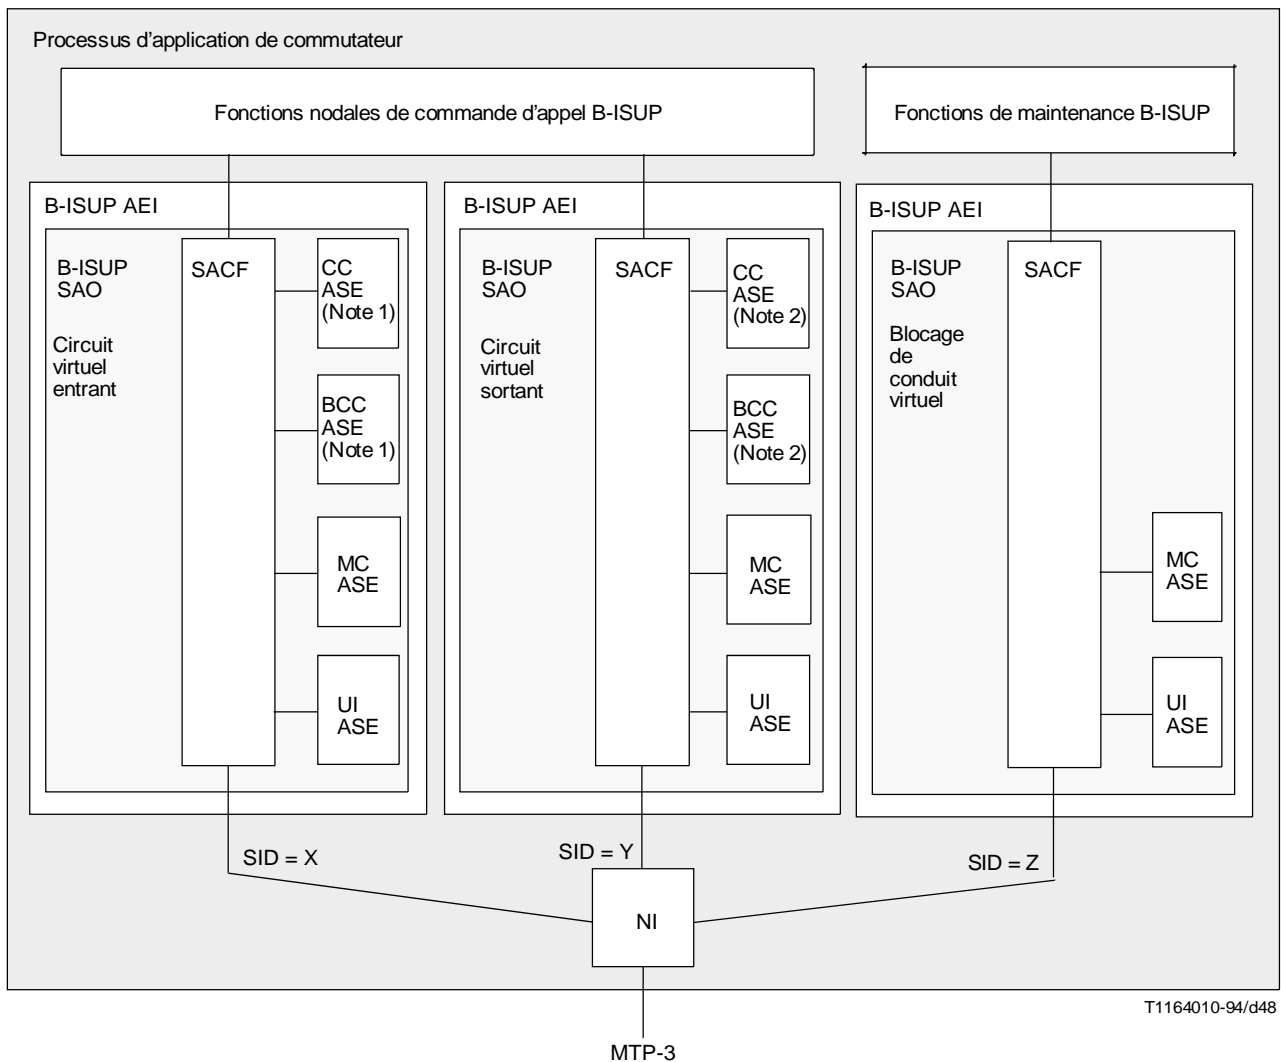 Processus d'application de commutateur
Fonctions nodales de commande d'appel B-ISUP
Fonctions de maintenance B-ISUP
B-ISUP AEI
B-ISUP
SAO
Circuit
virtuel
entrant
SACF
CC
ASE
(Note 1)
BCC
ASE
(Note 1)
MC
ASE
UI
ASE
B-ISUP AEI
B-ISUP
SAO
Circuit
virtuel
sortant
SACF
CC
ASE
(Note 2)
BCC
ASE
(Note 2)
MC
ASE
UI
ASE
B-ISUP AEI
B-ISUP
SAO
Blocage
de
conduit
virtuel
SACF
MC
ASE
UI
ASE
SID = X
SID = Y
SID = Z
NI
T1164010-94/d48
MTP-3